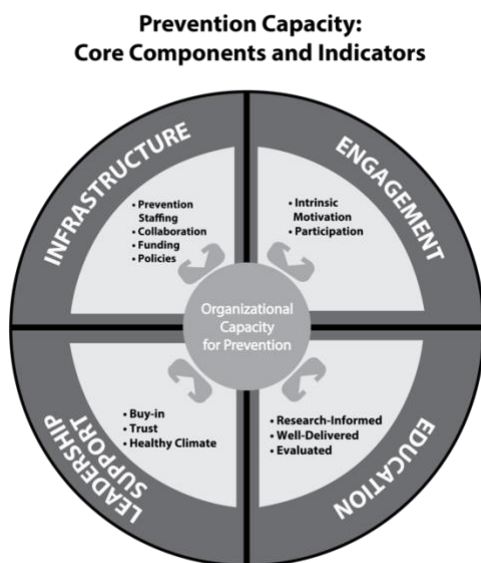 Prevention Capacity:
Core Components and Indicators
INFRASTRUCTURE
• Prevention
Staffing
• Collaboration
• Funding
• Policies
ENGAGEMENT
• Intrinsic
Motivation
• Participation
Organizational
Capacity
for Prevention
LEADERSHIP
SUPPORT
• Buy-in
• Trust
• Healthy Climate
EDUCATION
• Research-Informed
• Well-Delivered
• Evaluated